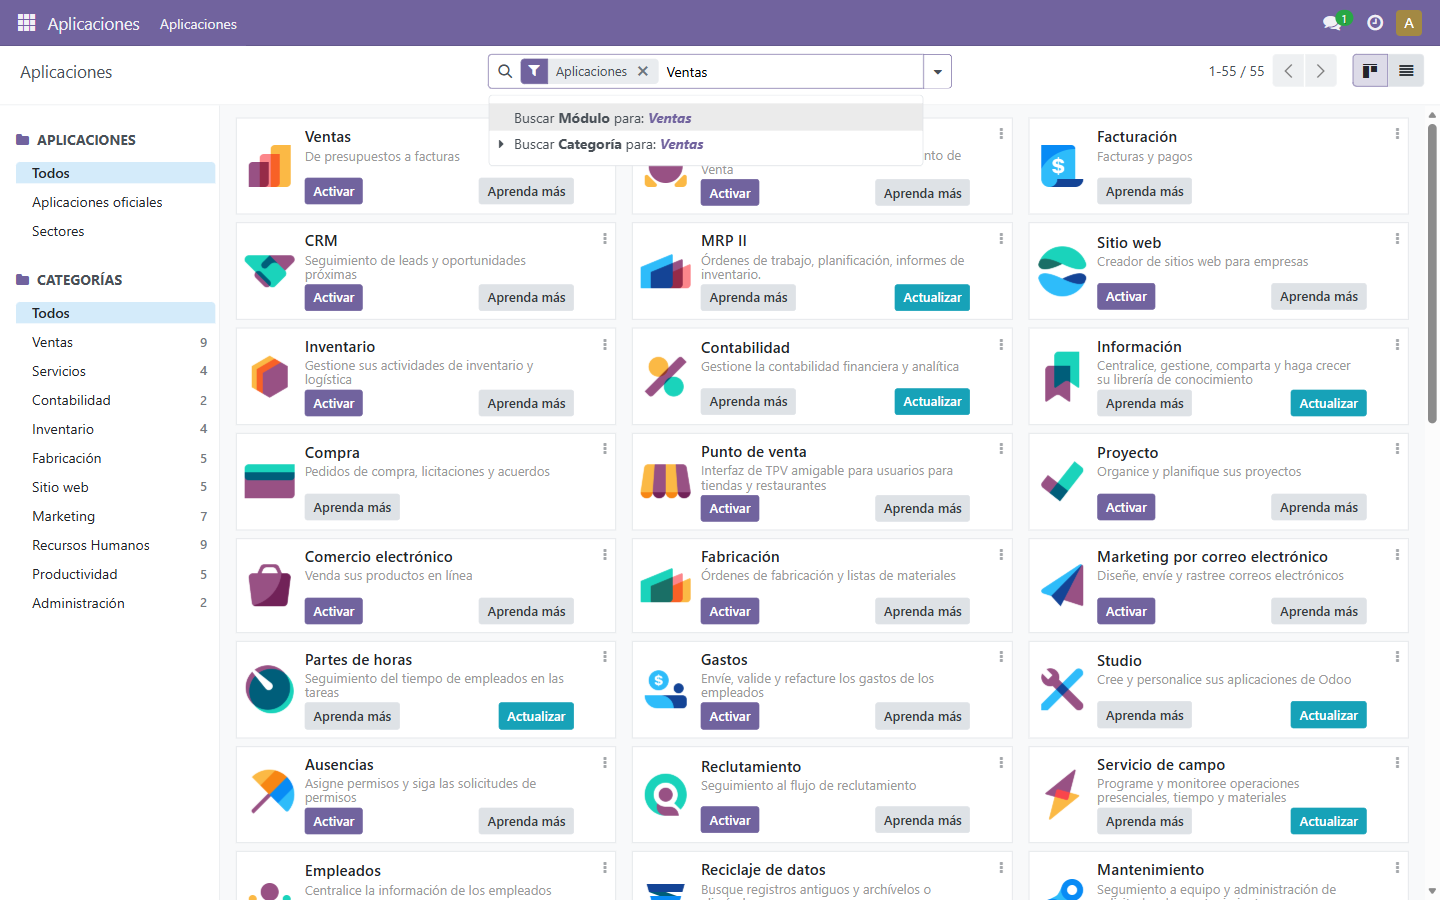 Aplicaciones
Aplicaciones
1
A
Aplicaciones
Aplicaciones
Ventas
1-55 / 55
Buscar Módulo para: Ventas
Buscar Categoría para: Ventas
APLICACIONES
Todos
Aplicaciones oficiales
Sectores
CATEGORÍAS
Todos
Ventas 9
Servicios 4
Contabilidad 2
Inventario 4
Fabricación 5
Sitio web 5
Marketing 7
Recursos Humanos 9
Productividad 5
Administración 2
Ventas
De presupuestos a facturas
Activar
Aprenda más
nto de
Venta
Activar
Aprenda más
Facturación
Facturas y pagos
Aprenda más
CRM
Seguimiento de leads y oportunidades
próximas
Activar
Aprenda más
MRP II
Órdenes de trabajo, planificación, informes de
inventario.
Aprenda más
Actualizar
Sitio web
Creador de sitios web para empresas
Activar
Aprenda más
Inventario
Gestione sus actividades de inventario y
logística
Activar
Aprenda más
Contabilidad
Gestione la contabilidad financiera y analítica
Aprenda más
Actualizar
Información
Centralice, gestione, comparta y haga crecer
su librería de conocimiento
Aprenda más
Actualizar
Compra
Pedidos de compra, licitaciones y acuerdos
Aprenda más
Punto de venta
Interfaz de TPV amigable para usuarios para
tiendas y restaurantes
Activar
Aprenda más
Proyecto
Organice y planifique sus proyectos
Activar
Aprenda más
Comercio electrónico
Venda sus productos en línea
Activar
Aprenda más
Fabricación
Órdenes de fabricación y listas de materiales
Activar
Aprenda más
Marketing por correo electrónico
Diseñe, envíe y rastree correos electrónicos
Activar
Aprenda más
Partes de horas
Seguimiento del tiempo de empleados en las
tareas
Aprenda más
Actualizar
Gastos
Envíe, valide y refacture los gastos de los
empleados
Activar
Aprenda más
Studio
Cree y personalice sus aplicaciones de Odoo
Aprenda más
Actualizar
Ausencias
Asigne permisos y siga las solicitudes de
permisos
Activar
Aprenda más
Reclutamiento
Seguimiento al flujo de reclutamiento
Activar
Aprenda más
Servicio de campo
Programe y monitoree operaciones
presenciales, tiempo y materiales
Aprenda más
Actualizar
Empleados
Centralice la información de los empleados
Reciclaje de datos
Busque registros antiguos y archívelos o
Mantenimiento
Segumiento a equipo y administración de